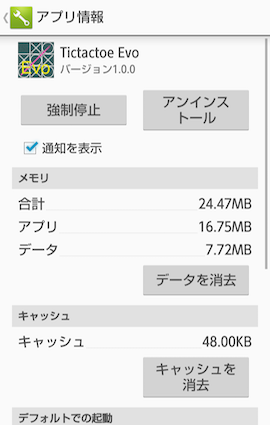 アプリ情報
Evo
Tictactoe Evo
バージョン1.0.0
強制停止
アンインス
トール
通知を表示
メモリ
合計 24.47MB
アプリ 16.75MB
データ 7.72MB
データを消去
キャッシュ
キャッシュ 48.00KB
キャッシュを
消去
デフォルトでの起動